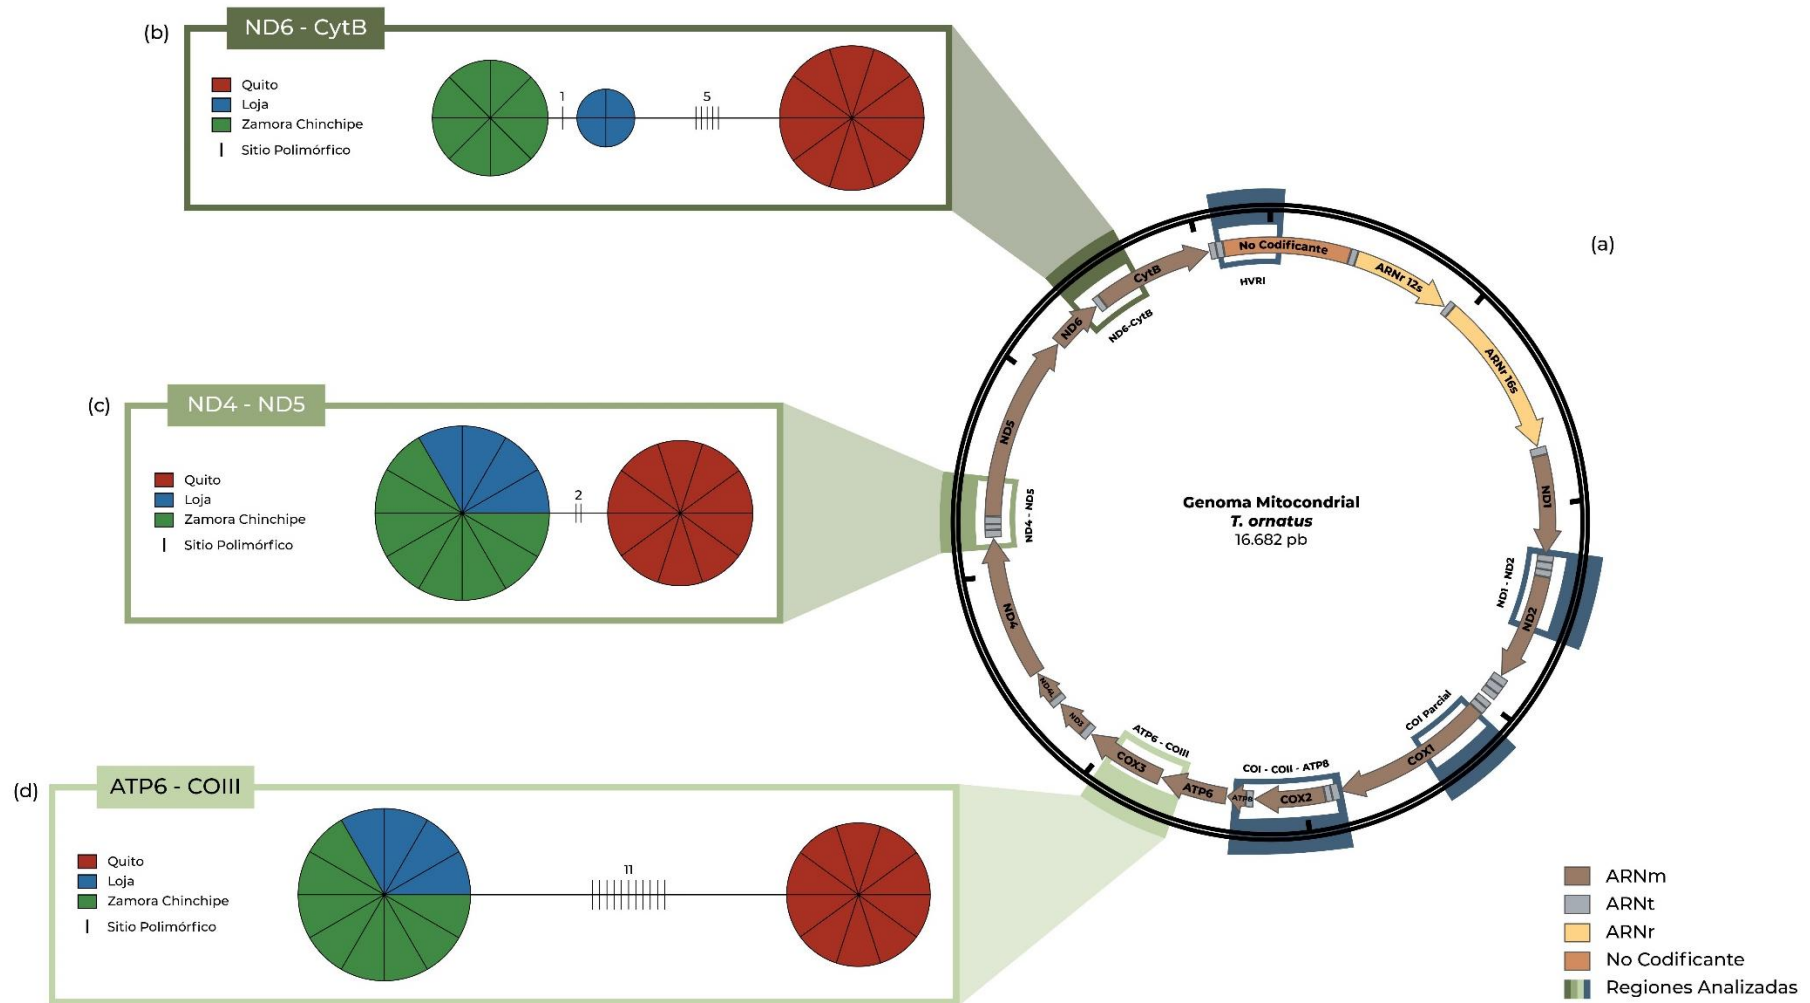 (b)
ND6 - CytB
Quito
Loja
Zamora Chinchipe
Sitio Polimórfico
1
5
(c)
ND4 - ND5
Quito
Loja
Zamora Chinchipe
Sitio Polimórfico
2
(d)
ATP6 - COIII
Quito
Loja
Zamora Chinchipe
Sitio Polimórfico
11
(a)
No Codificante
HVRI
ARNr 12s
ARNr 16s
ND1
ND1 - ND2
ND2
COI Parcial
COX1
COI - COII - ATP8
COX2
ATP8
ATP6
ATP6 - COIII
COX3
ND3
ND4L
ND4
ND4 - ND5
ND5
ND6
ND6-CytB
CytB
Genoma Mitocondrial
T. ornatus
16.682 pb
ARNm
ARNt
ARNr
No Codificante
Regiones Analizadas